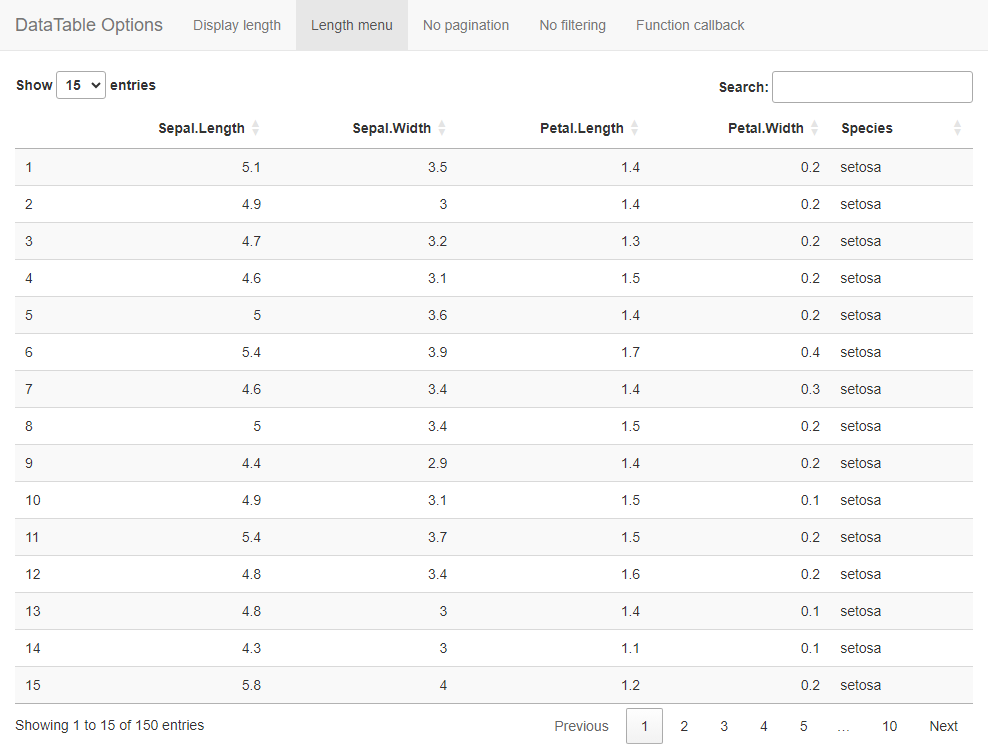 DataTable Options Display length Length menu No pagination No filtering Function callback
Show 15 entries Search:
Sepal.Length Sepal.Width Petal.Length Petal.Width Species
1 5.1 3.5 1.4 0.2 setosa
2 4.9 3 1.4 0.2 setosa
3 4.7 3.2 1.3 0.2 setosa
4 4.6 3.1 1.5 0.2 setosa
5 5 3.6 1.4 0.2 setosa
6 5.4 3.9 1.7 0.4 setosa
7 4.6 3.4 1.4 0.3 setosa
8 5 3.4 1.5 0.2 setosa
9 4.4 2.9 1.4 0.2 setosa
10 4.9 3.1 1.5 0.1 setosa
11 5.4 3.7 1.5 0.2 setosa
12 4.8 3.4 1.6 0.2 setosa
13 4.8 3 1.4 0.1 setosa
14 4.3 3 1.1 0.1 setosa
15 5.8 4 1.2 0.2 setosa
Showing 1 to 15 of 150 entries Previous 1 2 3 4 5 … 10 Next